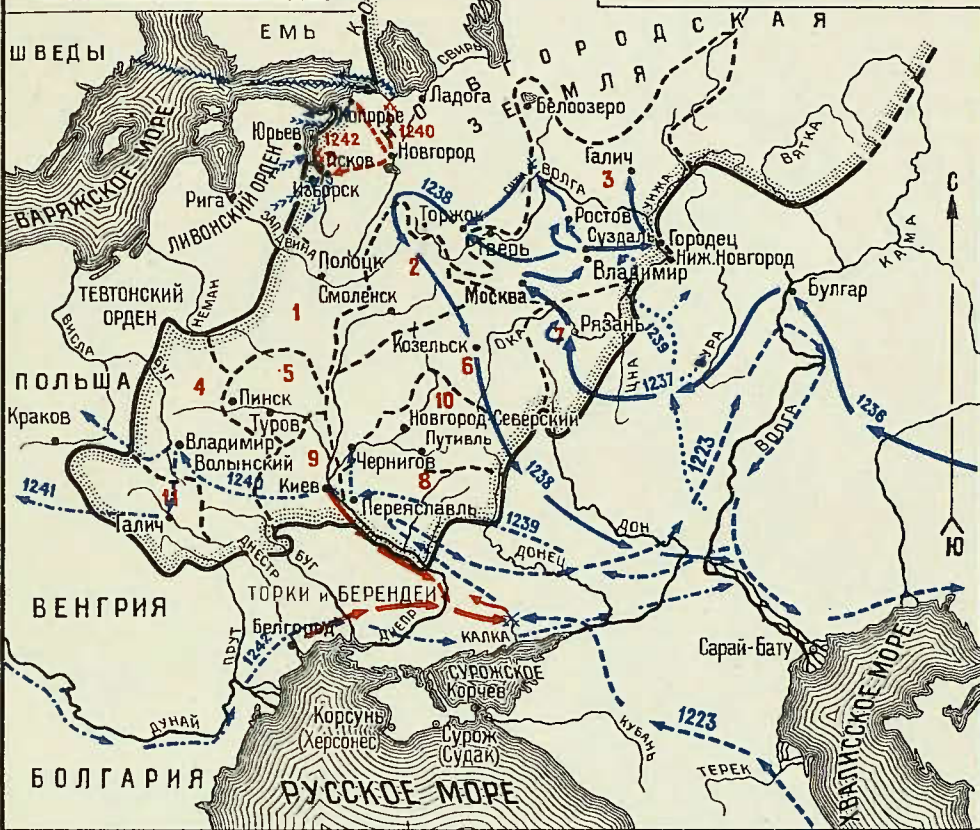 ШВЕДЫ
ЕМЬ
КО
СВИРЬ
НОВГОРОДСКАЯ
ЗЕМЛЯ
Ладога
Белоозеро
ВЯТКА
КАМА
ВАРЯЖСКОЕ МОРЕ
Копорье
1240
Юрьев
1242
Псков
Новгород
Изборск
Рига
ЛИВОНСКИЙ ОРДЕН
ЗАП. ДВИНА
Галич
3
ВОЛГА
УНЖА
1238
Торжок
Тверь
Ростов
Суздаль
Городец
Ниж.Новгород
Владимир
С
Полоцк
2
Москва
Булгар
ТЕВТОНСКИЙ
ОРДЕН
НЕМАН
Смоленск
1
Рязань
7
ВИСЛА
БУГ
Козельск
ОКА
6
1239
ЦНА
СУРА
1237
ПОЛЬША
4
5
Пинск
Туров
10
Новгород-Северский
Путивль
1236
ВОЛГА
1223
Краков
Владимир
Волынский
9
Чернигов
8
1240
Киев
Переяславль
1238
1241
11
Галич
1239
ДОН
ДОНЕЦ
Ю
ДНЕСТР
БУГ
ВЕНГРИЯ
ТОРКИ и БЕРЕНДЕИ
Белгород
ДНЕПР
КАЛКА
ПРУТ
1242
Сарай-Бату
СУРОЖСКОЕ
Корчев
ДУНАЙ
Корсунь
(Херсонес)
Сурож
(Судак)
КУБАНЬ
1223
ТЕРЕК
ХВАЛИССКОЕ МОРЕ
БОЛГАРИЯ
РУССКОЕ МОРЕ